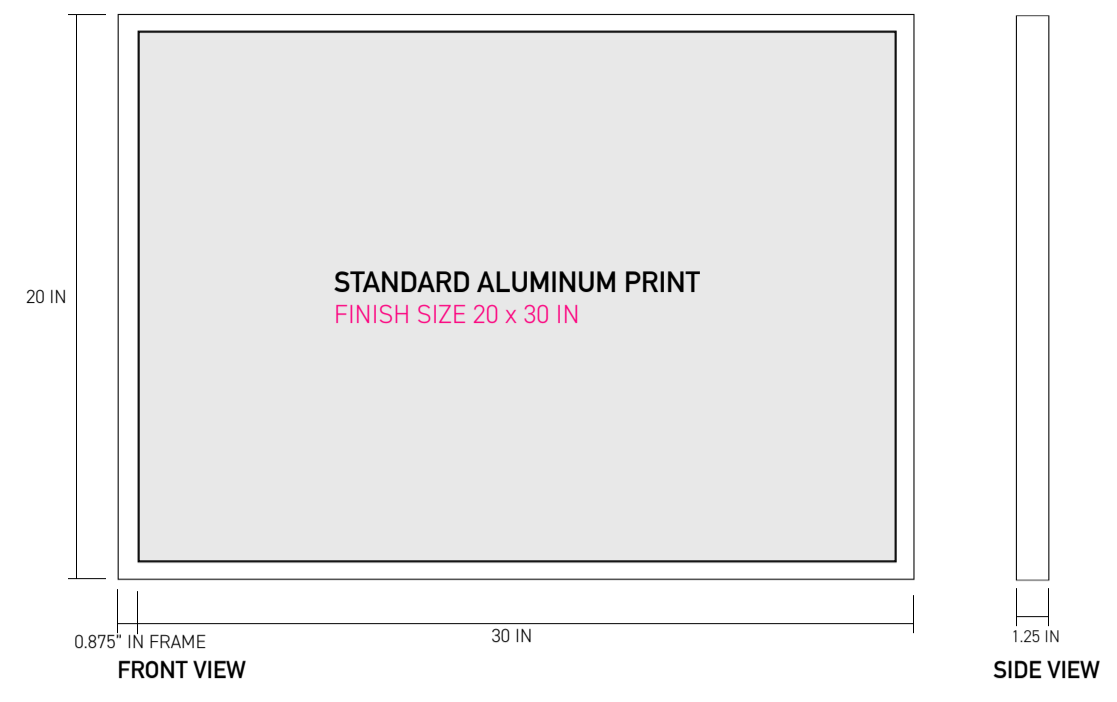 STANDARD ALUMINUM PRINT
FINISH SIZE 20 x 30 IN
20 IN
30 IN
0.875" IN FRAME
FRONT VIEW
1.25 IN
SIDE VIEW